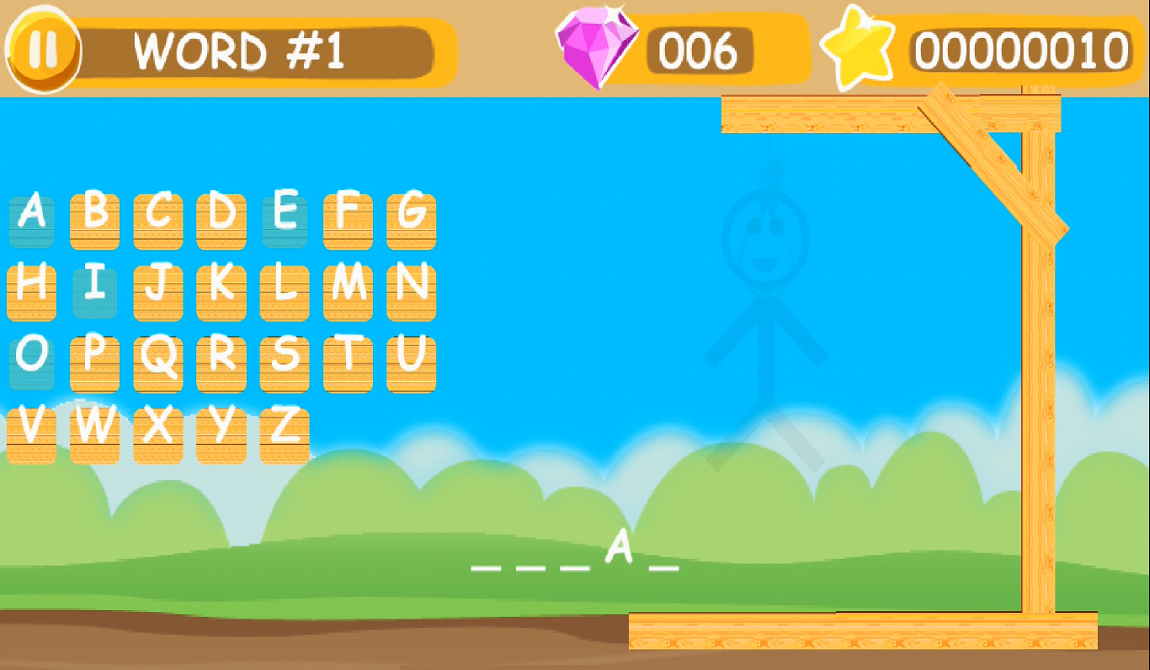 WORD #1
006
00000010
A B C D E F G
H I J K L M N
O P Q R S T U
V W X Y Z
_ _ _ A _